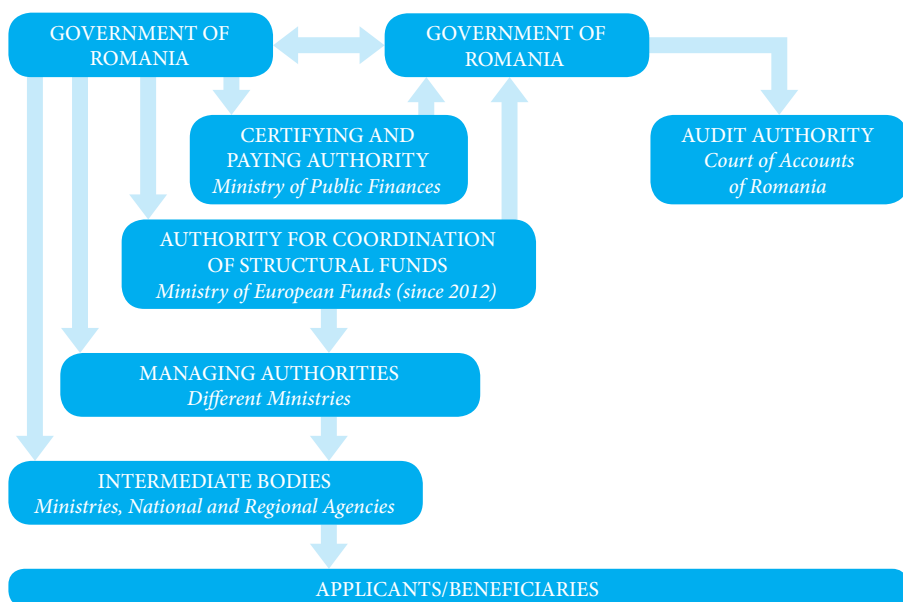 GOVERNMENT OF
ROMANIA
GOVERNMENT OF
ROMANIA
CERTIFYING AND
PAYING AUTHORITY
Ministry of Public Finances
AUDIT AUTHORITY
Court of Accounts
of Romania
AUTHORITY FOR COORDINATION
OF STRUCTURAL FUNDS
Ministry of European Funds (since 2012)
MANAGING AUTHORITIES
Different Ministries
INTERMEDIATE BODIES
Ministries, National and Regional Agencies
APPLICANTS/BENEFICIARIES